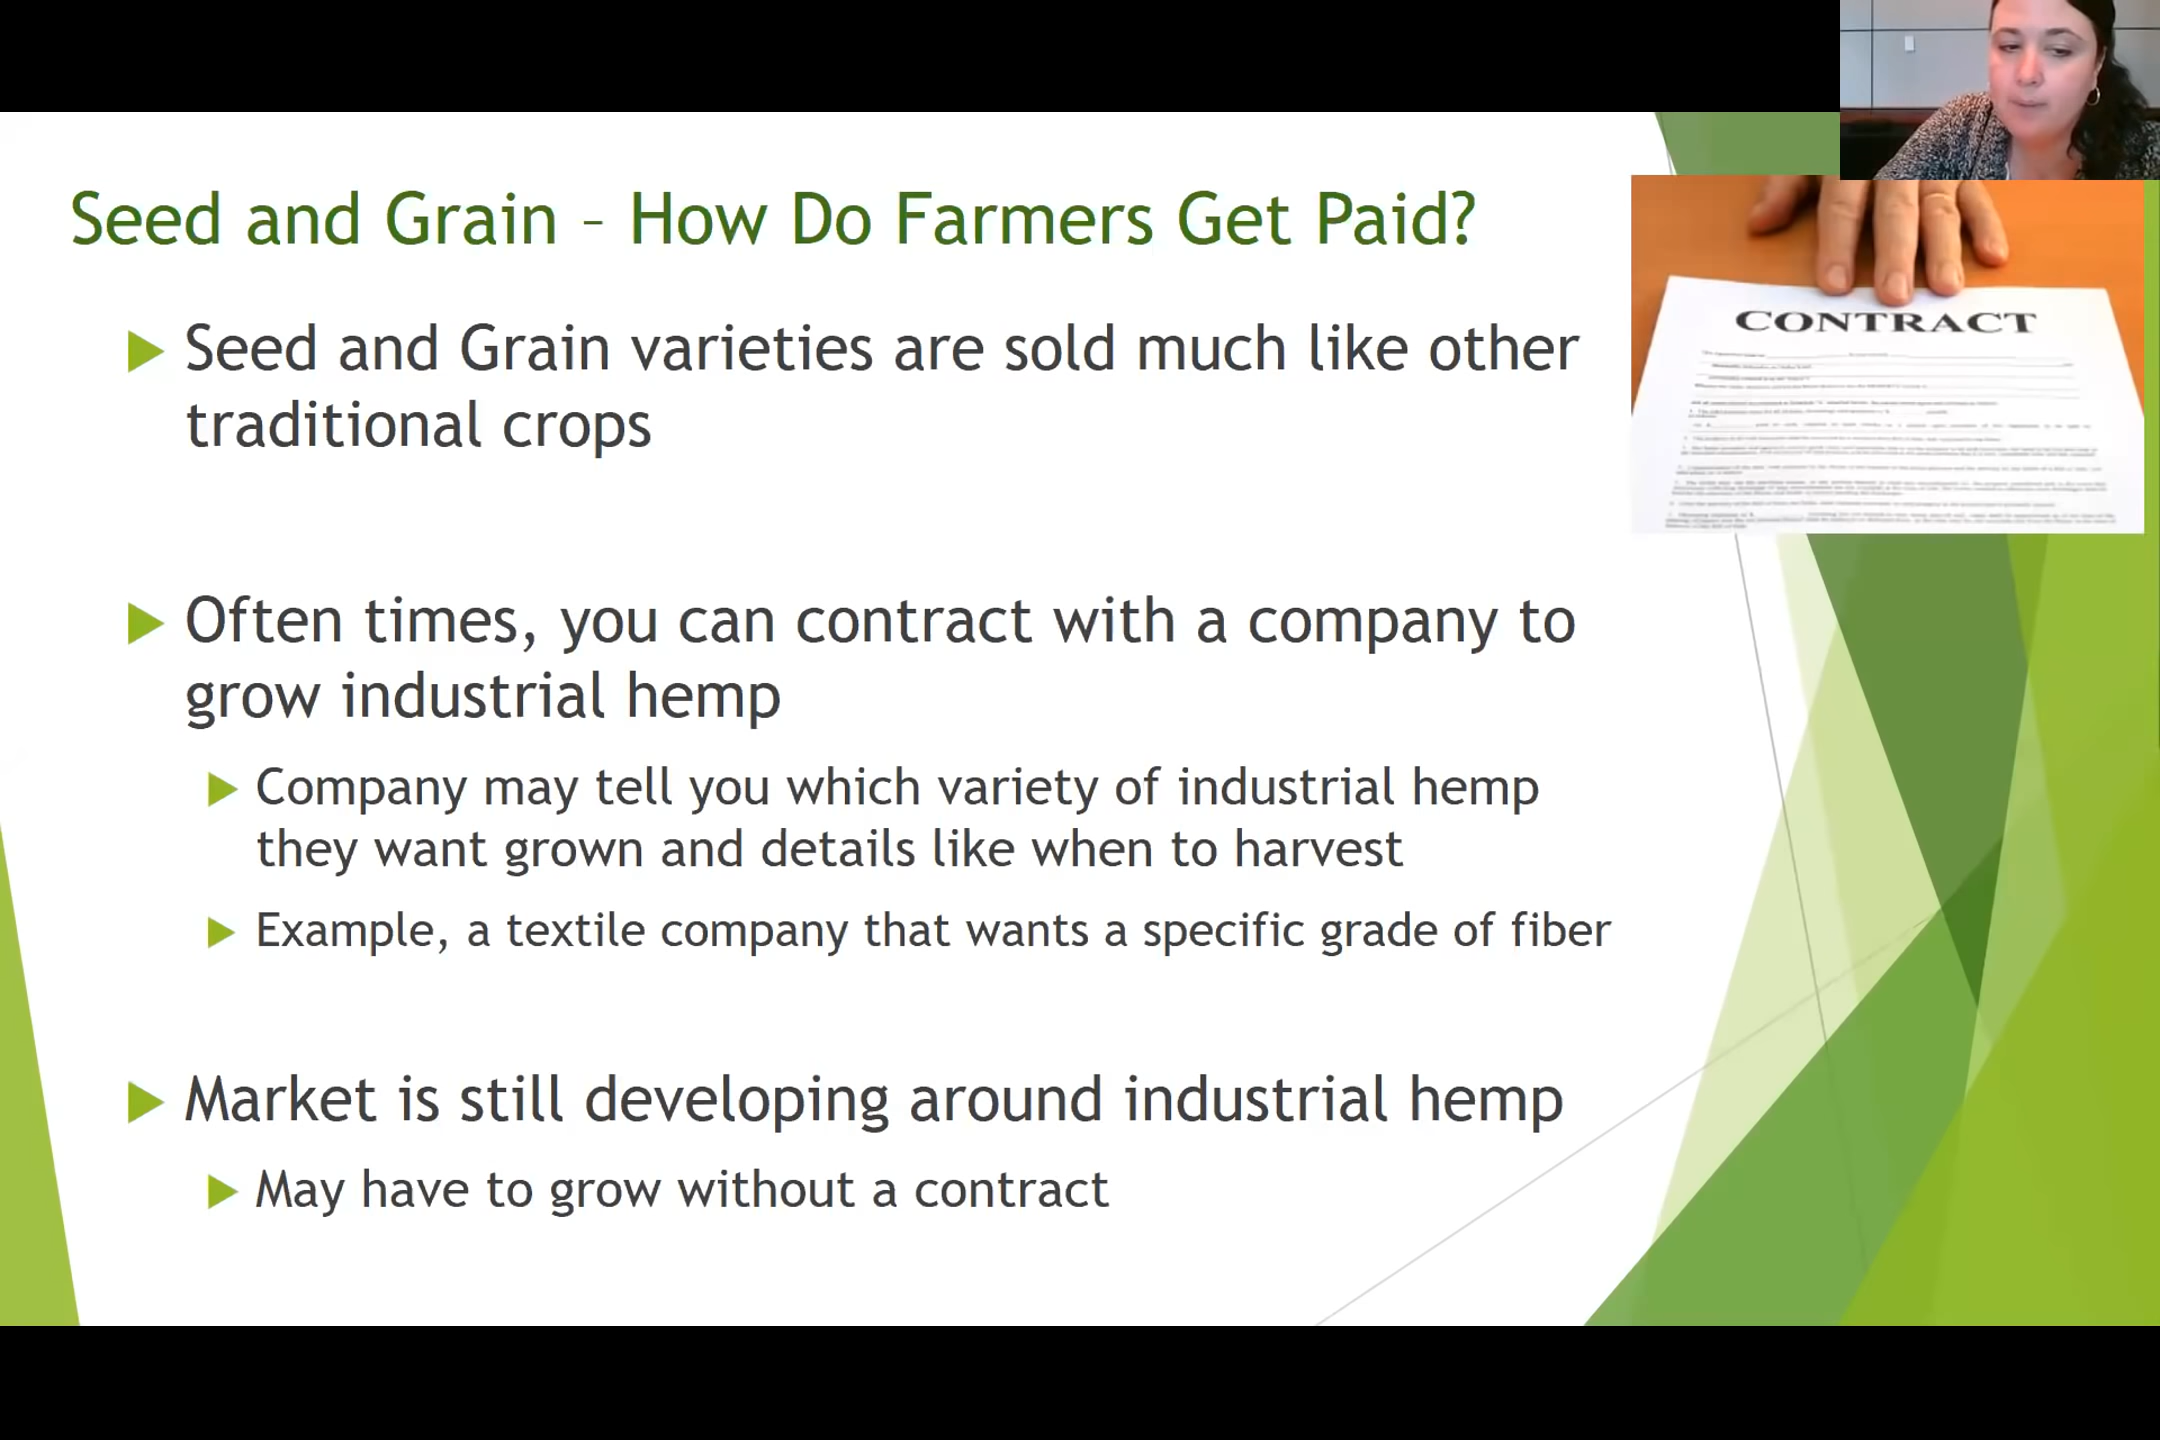 Seed and Grain – How Do Farmers Get Paid?
Seed and Grain varieties are sold much like other
traditional crops
Often times, you can contract with a company to
grow industrial hemp
Company may tell you which variety of industrial hemp
they want grown and details like when to harvest
Example, a textile company that wants a specific grade of fiber
Market is still developing around industrial hemp
May have to grow without a contract
CONTRACT